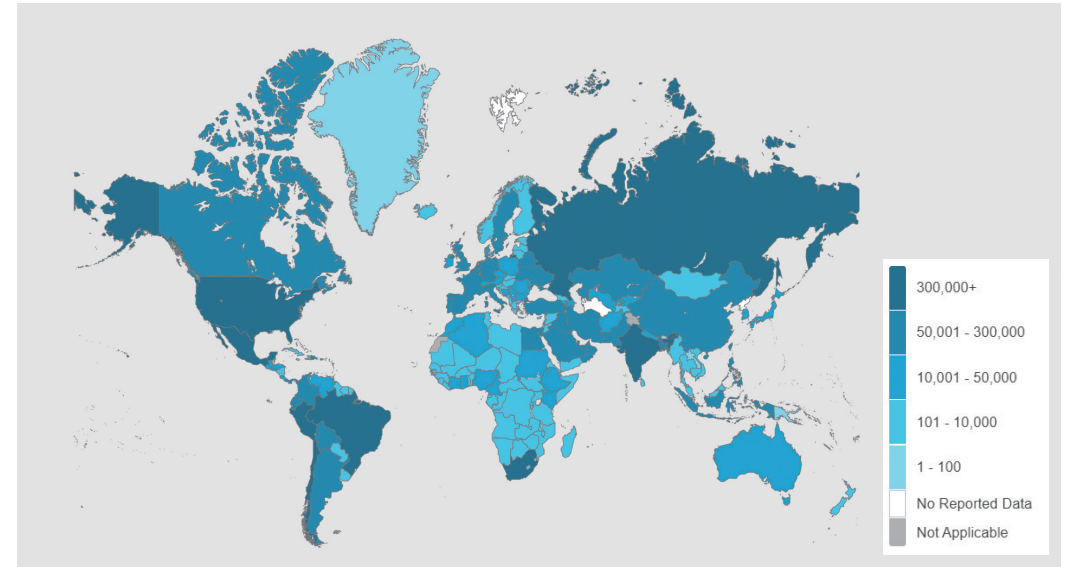 300,000+
50,001 - 300,000
10,001 - 50,000
101 - 10,000
1 - 100
No Reported Data
Not Applicable